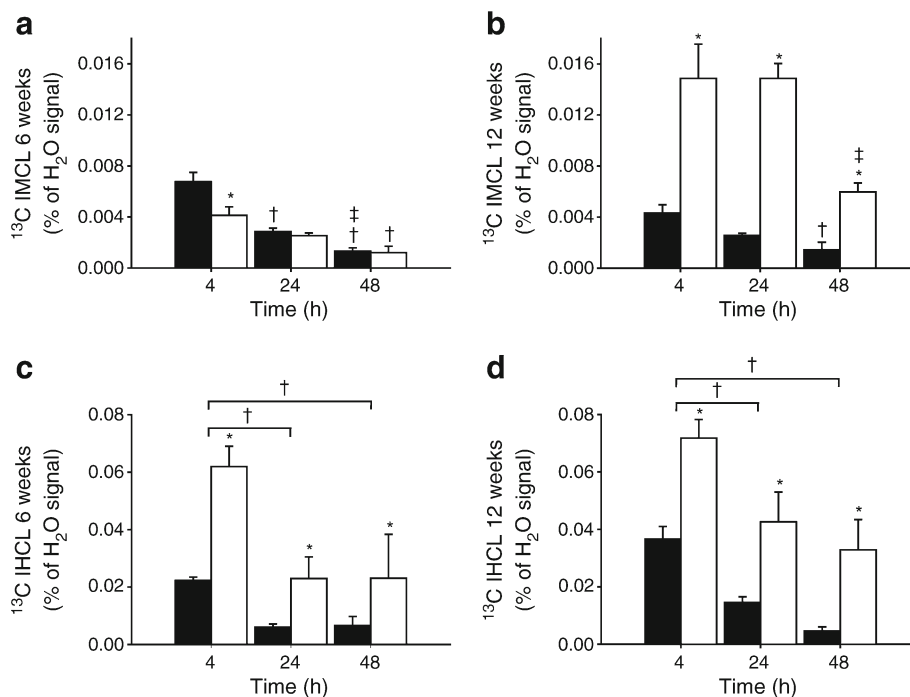 a
¹³C IMCL 6 weeks
(% of H₂O signal)
0.016
0.012
0.008
0.004
0.000
*
†
‡
†
†
4 24 48
Time (h)
b
¹³C IMCL 12 weeks
(% of H₂O signal)
0.016
0.012
0.008
0.004
0.000
*
*
†
‡
*
4 24 48
Time (h)
c
¹³C IHCL 6 weeks
(% of H₂O signal)
†
†
0.08
0.06
0.04
0.02
0.00
*
*
*
4 24 48
Time (h)
d
¹³C IHCL 12 weeks
(% of H₂O signal)
†
†
0.08
0.06
0.04
0.02
0.00
*
*
*
4 24 48
Time (h)